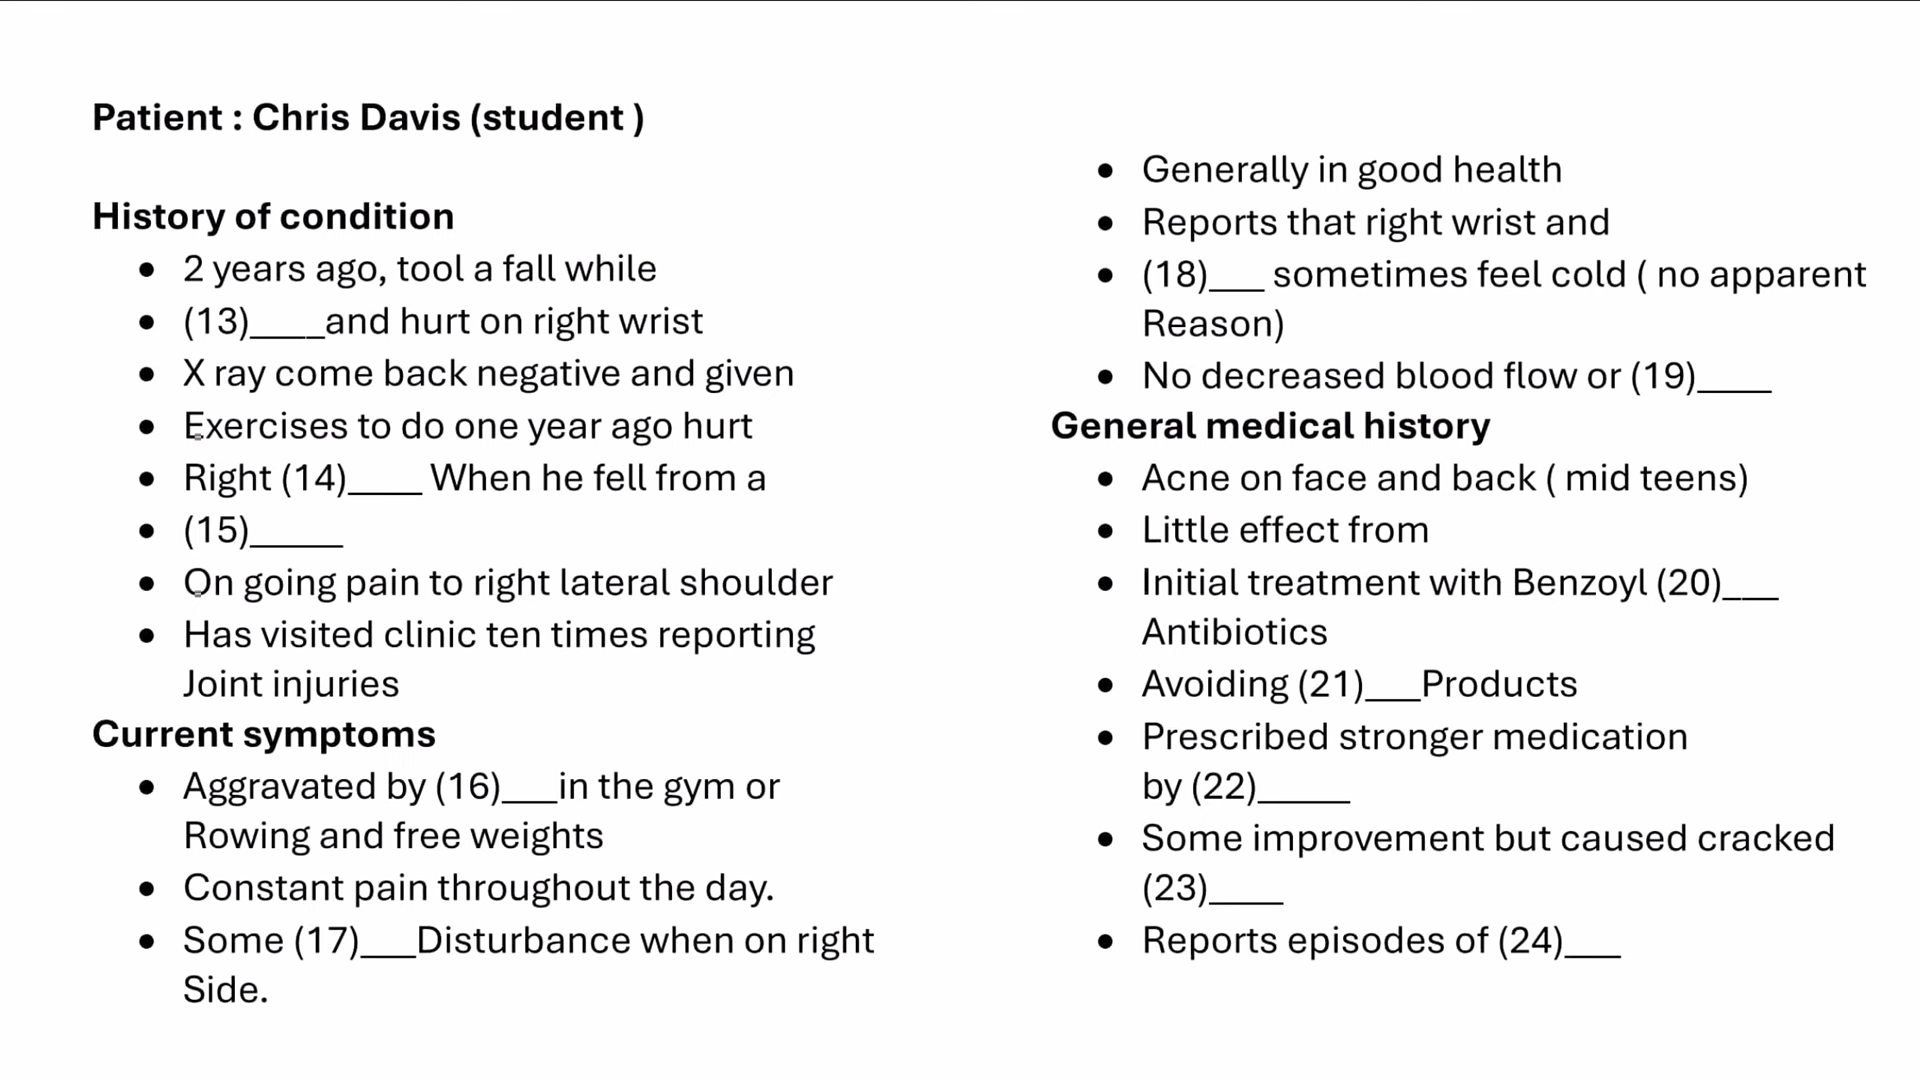 Patient : Chris Davis (student )
History of condition
• 2 years ago, tool a fall while
• (13)____and hurt on right wrist
• X ray come back negative and given
• Exercises to do one year ago hurt
• Right (14)____ When he fell from a
• (15)_____
• On going pain to right lateral shoulder
• Has visited clinic ten times reporting
Joint injuries
Current symptoms
• Aggravated by (16)___in the gym or
Rowing and free weights
• Constant pain throughout the day.
• Some (17)___Disturbance when on right
Side.
• Generally in good health
• Reports that right wrist and
• (18)___ sometimes feel cold ( no apparent
Reason)
• No decreased blood flow or (19)____
General medical history
• Acne on face and back ( mid teens)
• Little effect from
• Initial treatment with Benzoyl (20)___
Antibiotics
• Avoiding (21)___Products
• Prescribed stronger medication
by (22)_____
• Some improvement but caused cracked
(23)____
• Reports episodes of (24)___